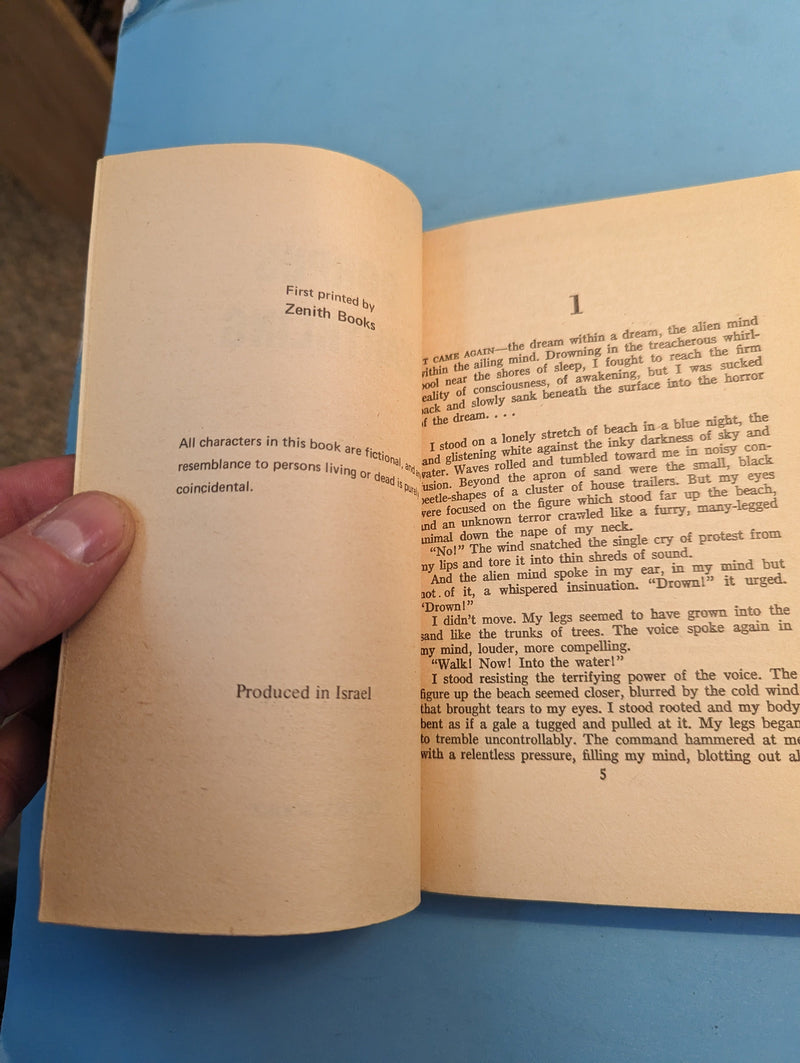 First printed by
Zenith Books
All characters in this book are fictional, and any
resemblance to persons living or dead is purely
coincidental.
Produced in Israel
1
T CAME AGAIN—the dream within a dream, the alien mind
within the ailing mind. Drowning in the treacherous whirl-
pool near the shores of sleep, I fought to reach the firm
eality of consciousness, of awakening, but I was sucked
back and slowly sank beneath the surface into the horror
of the dream. . . .
I stood on a lonely stretch of beach in a blue night, the
and glistening white against the inky darkness of sky and
water. Waves rolled and tumbled toward me in noisy con-
usion. Beyond the apron of sand were the small, black
beetle-shapes of a cluster of house trailers. But my eyes
were focused on the figure which stood far up the beach,
and an unknown terror crawled like a furry, many-legged
animal down the nape of my neck.
"No!" The wind snatched the single cry of protest from
my lips and tore it into thin shreds of sound.
And the alien mind spoke in my ear, in my mind but
not of it, a whispered insinuation. "Drown!" it urged.
'Drown!"
I didn't move. My legs seemed to have grown into the
sand like the trunks of trees. The voice spoke again in
my mind, louder, more compelling.
"Walk! Now! Into the water!"
I stood resisting the terrifying power of the voice. The
figure up the beach seemed closer, blurred by the cold wind
that brought tears to my eyes. I stood rooted and my body
bent as if a gale a tugged and pulled at it. My legs began
to tremble uncontrollably. The command hammered at me
with a relentless pressure, filling my mind, blotting out al
5